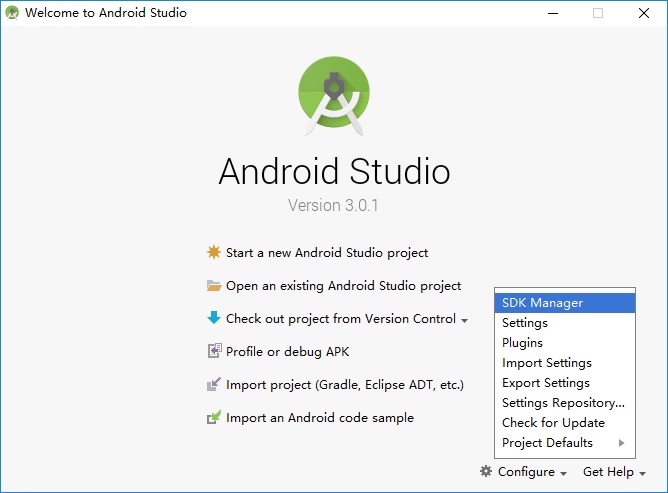 Welcome to Android Studio
Android Studio
Version 3.0.1
Start a new Android Studio project
Open an existing Android Studio project
Check out project from Version Control
Profile or debug APK
Import project (Gradle, Eclipse ADT, etc.)
Import an Android code sample
SDK Manager
Settings
Plugins
Import Settings
Export Settings
Settings Repository...
Check for Update
Project Defaults
Configure Get Help